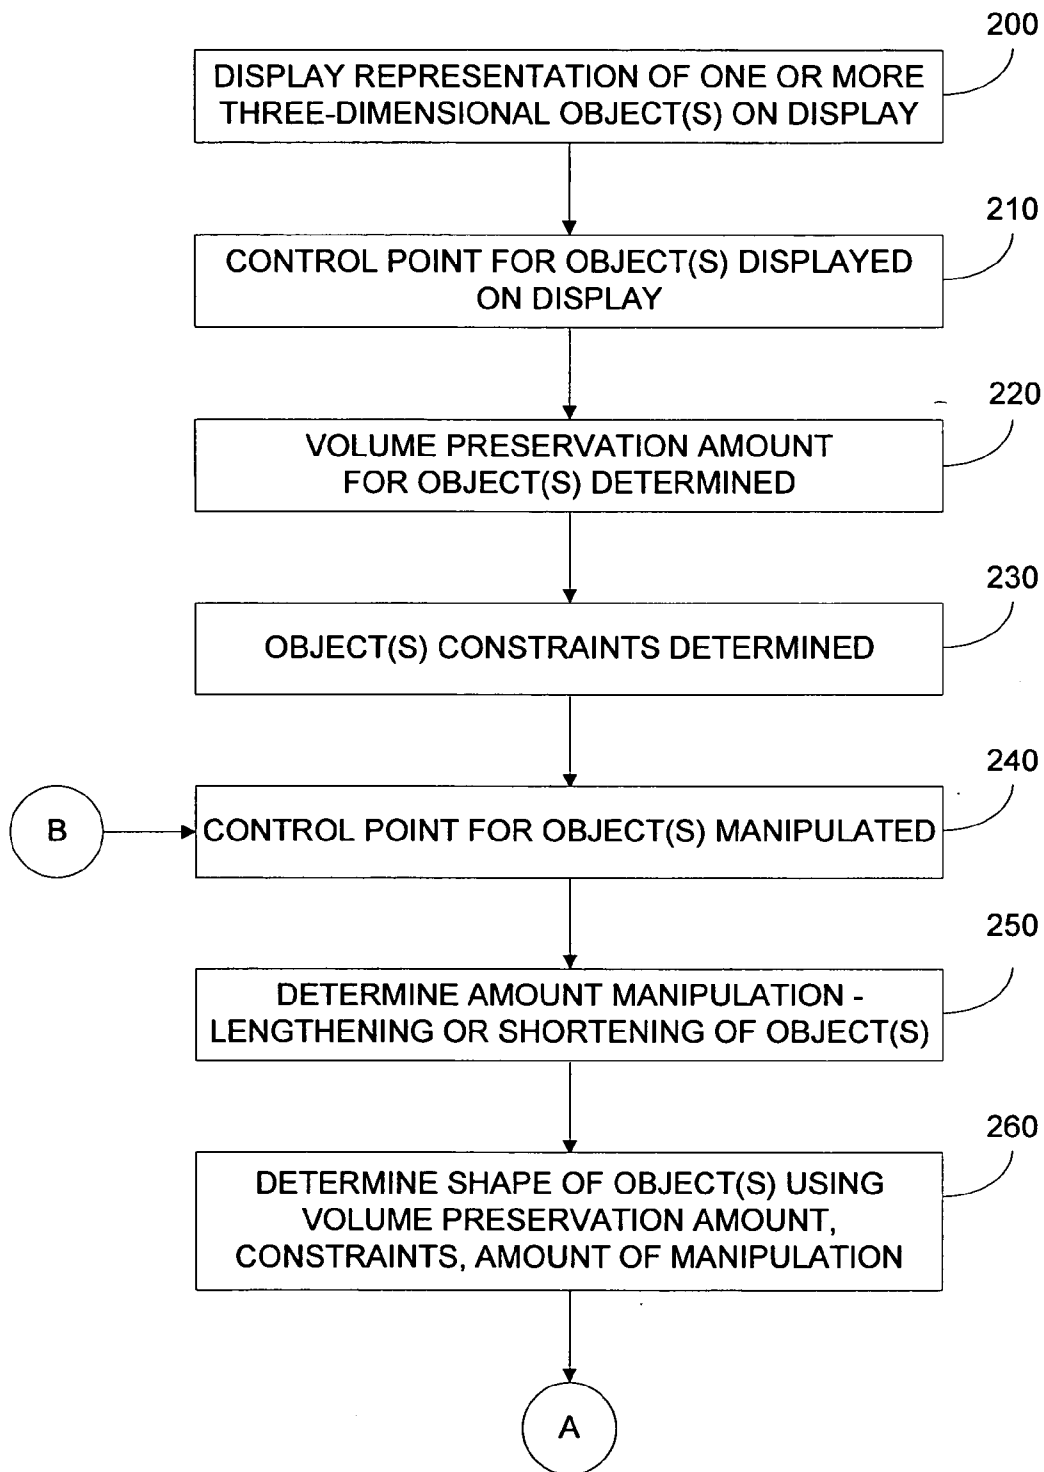 200
DISPLAY REPRESENTATION OF ONE OR MORE
THREE-DIMENSIONAL OBJECT(S) ON DISPLAY
210
CONTROL POINT FOR OBJECT(S) DISPLAYED
ON DISPLAY
220
VOLUME PRESERVATION AMOUNT
FOR OBJECT(S) DETERMINED
230
OBJECT(S) CONSTRAINTS DETERMINED
240
B
CONTROL POINT FOR OBJECT(S) MANIPULATED
250
DETERMINE AMOUNT MANIPULATION -
LENGTHENING OR SHORTENING OF OBJECT(S)
260
DETERMINE SHAPE OF OBJECT(S) USING
VOLUME PRESERVATION AMOUNT,
CONSTRAINTS, AMOUNT OF MANIPULATION
A